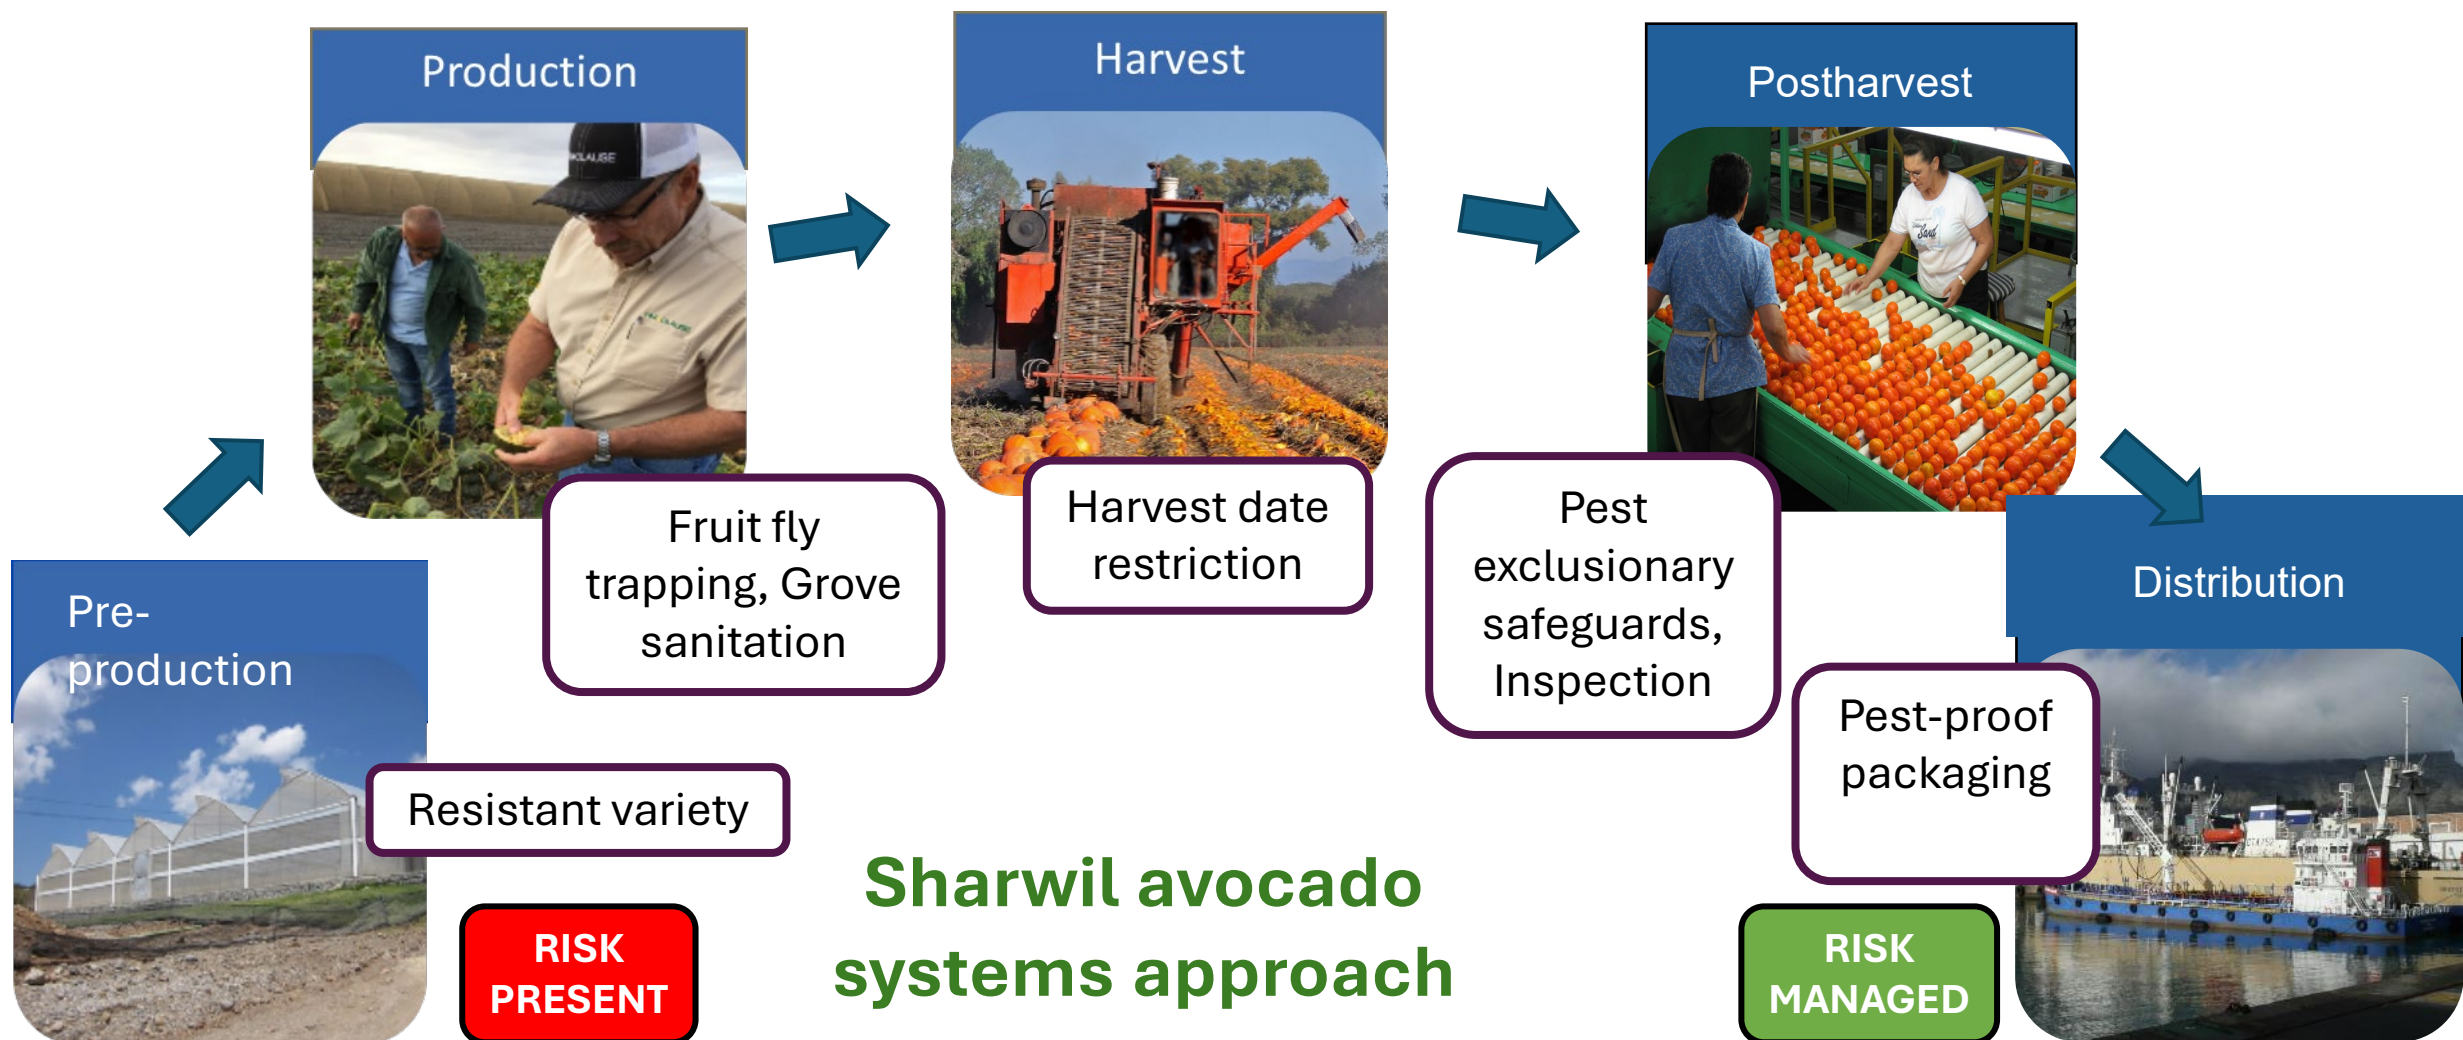 Production
Harvest
Postharvest
Fruit fly
trapping, Grove
sanitation
Harvest date
restriction
Pest
exclusionary
safeguards,
Inspection
Pre-
production
Distribution
Pest-proof
packaging
Resistant variety
Sharwil avocado
systems approach
RISK
PRESENT
RISK
MANAGED